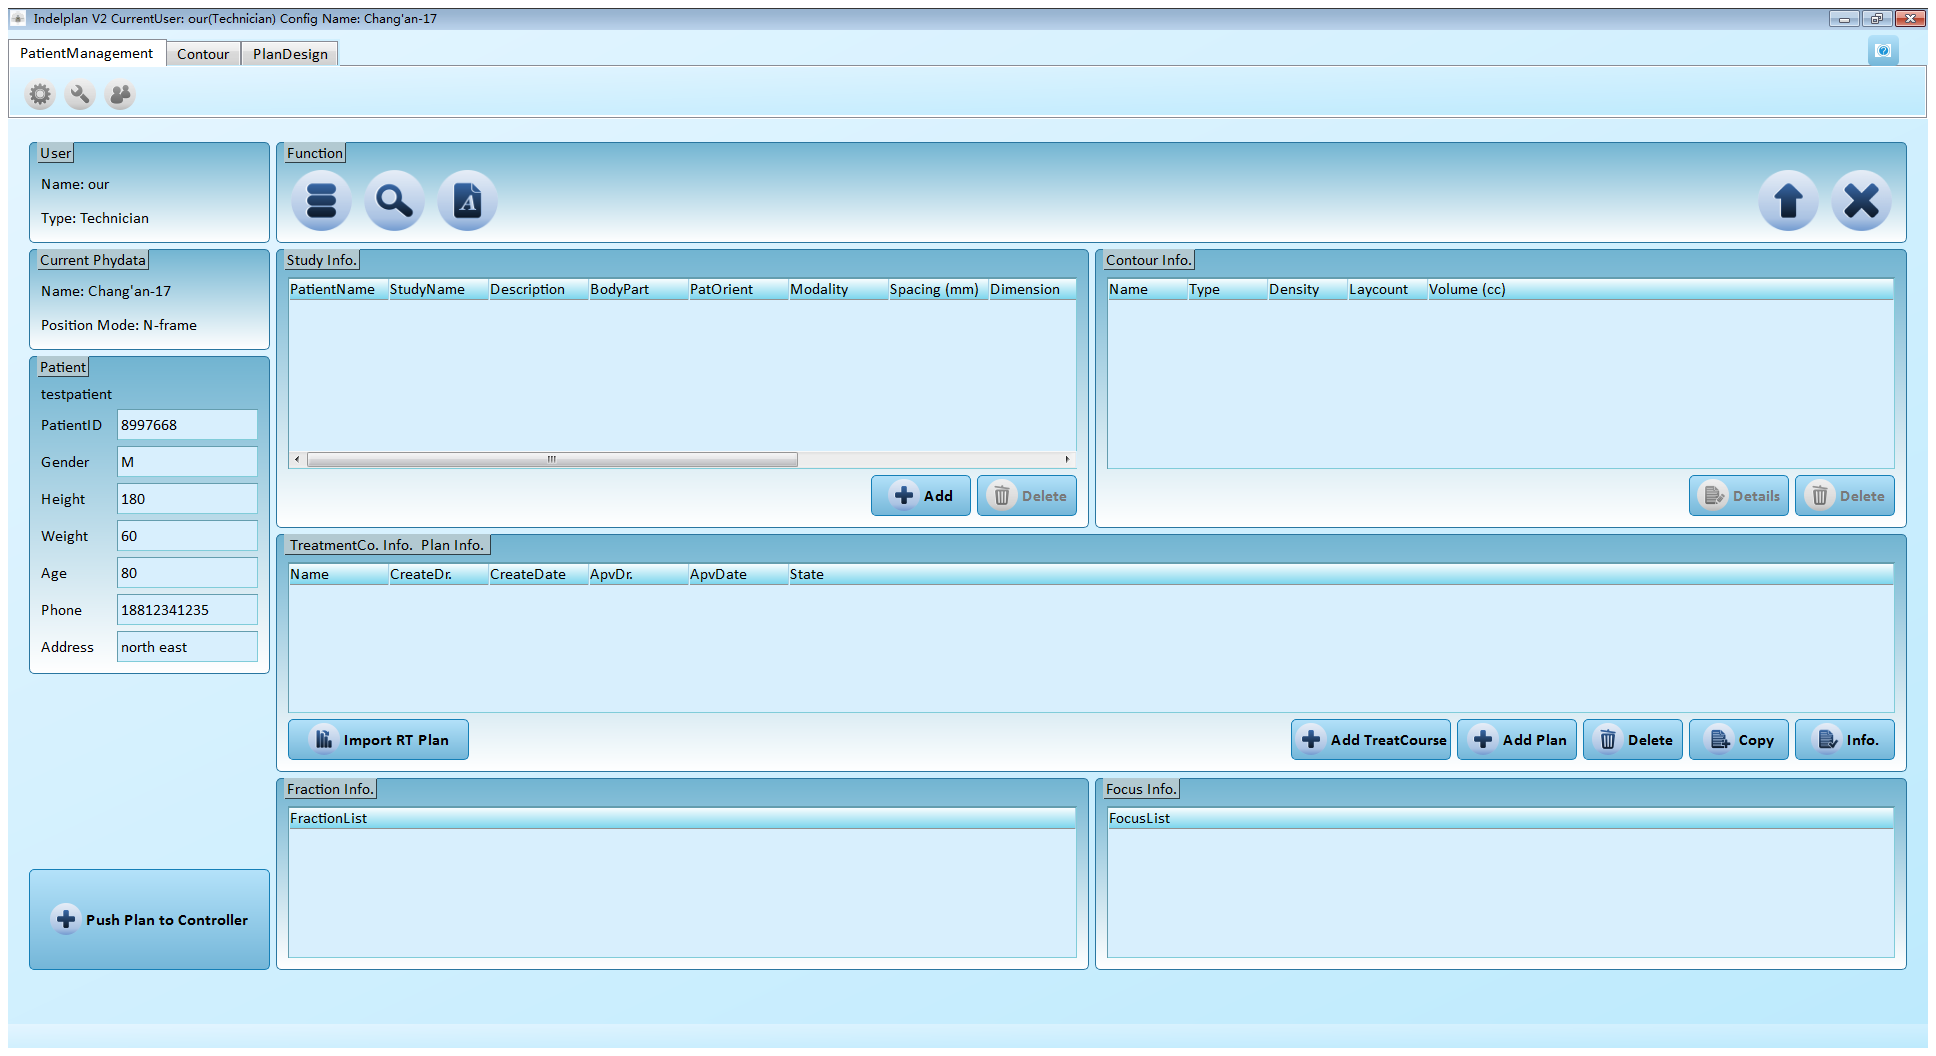 Indelplan V2 CurrentUser: our(Technician) Config Name: Chang'an-17
PatientManagement Contour PlanDesign
User
Name: our
Type: Technician
Function
A
Current Phydata
Name: Chang'an-17
Position Mode: N-frame
Study Info.
PatientName StudyName Description BodyPart PatOrient Modality Spacing (mm) Dimension
Add Delete
Contour Info.
Name Type Density Laycount Volume (cc)
Details Delete
Patient
testpatient
PatientID 8997668
Gender M
Height 180
Weight 60
Age 80
Phone 18812341235
Address north east
TreatmentCo. Info. Plan Info.
Name CreateDr. CreateDate ApvDr. ApvDate State
Import RT Plan Add TreatCourse Add Plan Delete Copy Info.
Fraction Info.
FractionList
Focus Info.
FocusList
Push Plan to Controller